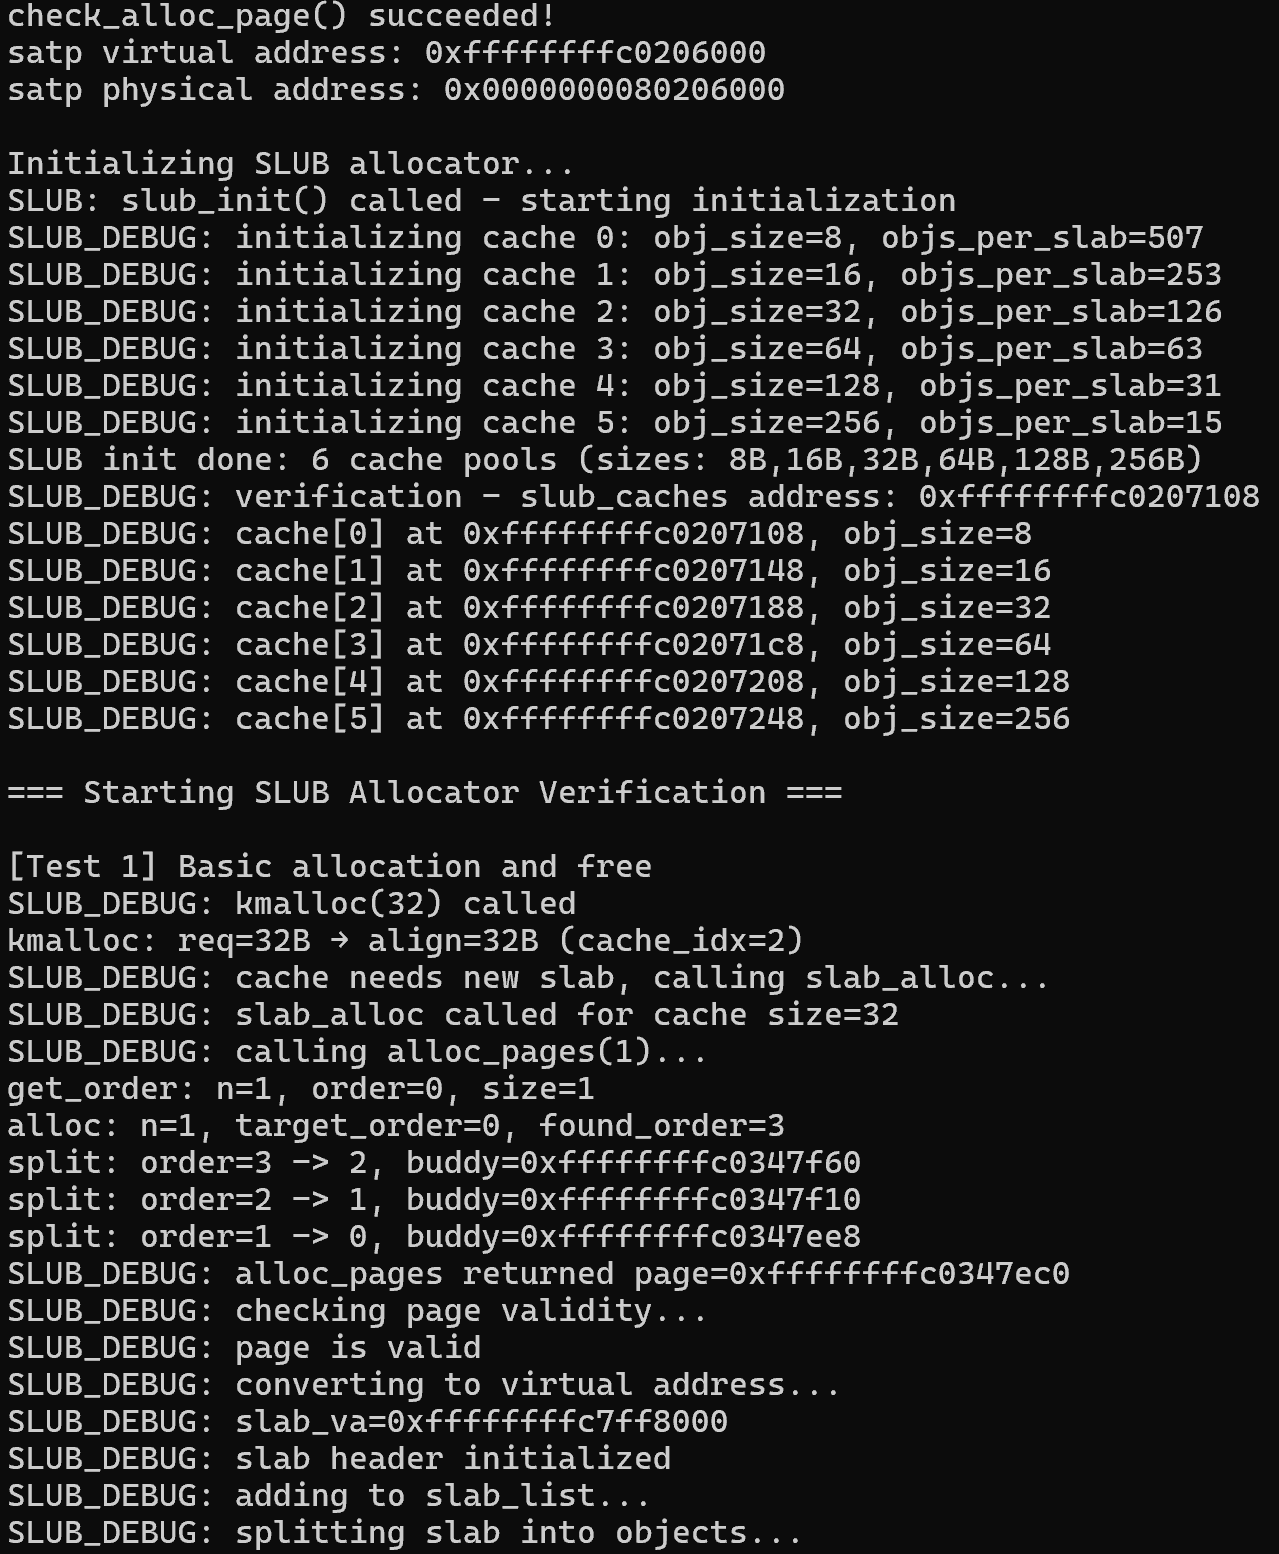 check_alloc_page() succeeded!
satp virtual address: 0xffffffffc0206000
satp physical address: 0x0000000080206000
Initializing SLUB allocator...
SLUB: slub_init() called – starting initialization
SLUB_DEBUG: initializing cache 0: obj_size=8, objs_per_slab=507
SLUB_DEBUG: initializing cache 1: obj_size=16, objs_per_slab=253
SLUB_DEBUG: initializing cache 2: obj_size=32, objs_per_slab=126
SLUB_DEBUG: initializing cache 3: obj_size=64, objs_per_slab=63
SLUB_DEBUG: initializing cache 4: obj_size=128, objs_per_slab=31
SLUB_DEBUG: initializing cache 5: obj_size=256, objs_per_slab=15
SLUB init done: 6 cache pools (sizes: 8B,16B,32B,64B,128B,256B)
SLUB_DEBUG: verification – slub_caches address: 0xffffffffc0207108
SLUB_DEBUG: cache[0] at 0xffffffffc0207108, obj_size=8
SLUB_DEBUG: cache[1] at 0xffffffffc0207148, obj_size=16
SLUB_DEBUG: cache[2] at 0xffffffffc0207188, obj_size=32
SLUB_DEBUG: cache[3] at 0xffffffffc02071c8, obj_size=64
SLUB_DEBUG: cache[4] at 0xffffffffc0207208, obj_size=128
SLUB_DEBUG: cache[5] at 0xffffffffc0207248, obj_size=256
=== Starting SLUB Allocator Verification ===
[Test 1] Basic allocation and free
SLUB_DEBUG: kmalloc(32) called
kmalloc: req=32B → align=32B (cache_idx=2)
SLUB_DEBUG: cache needs new slab, calling slab_alloc...
SLUB_DEBUG: slab_alloc called for cache size=32
SLUB_DEBUG: calling alloc_pages(1)...
get_order: n=1, order=0, size=1
alloc: n=1, target_order=0, found_order=3
split: order=3 –> 2, buddy=0xffffffffc0347f60
split: order=2 –> 1, buddy=0xffffffffc0347f10
split: order=1 –> 0, buddy=0xffffffffc0347ee8
SLUB_DEBUG: alloc_pages returned page=0xffffffffc0347ec0
SLUB_DEBUG: checking page validity...
SLUB_DEBUG: page is valid
SLUB_DEBUG: converting to virtual address...
SLUB_DEBUG: slab_va=0xffffffffc7ff8000
SLUB_DEBUG: slab header initialized
SLUB_DEBUG: adding to slab_list...
SLUB_DEBUG: splitting slab into objects...